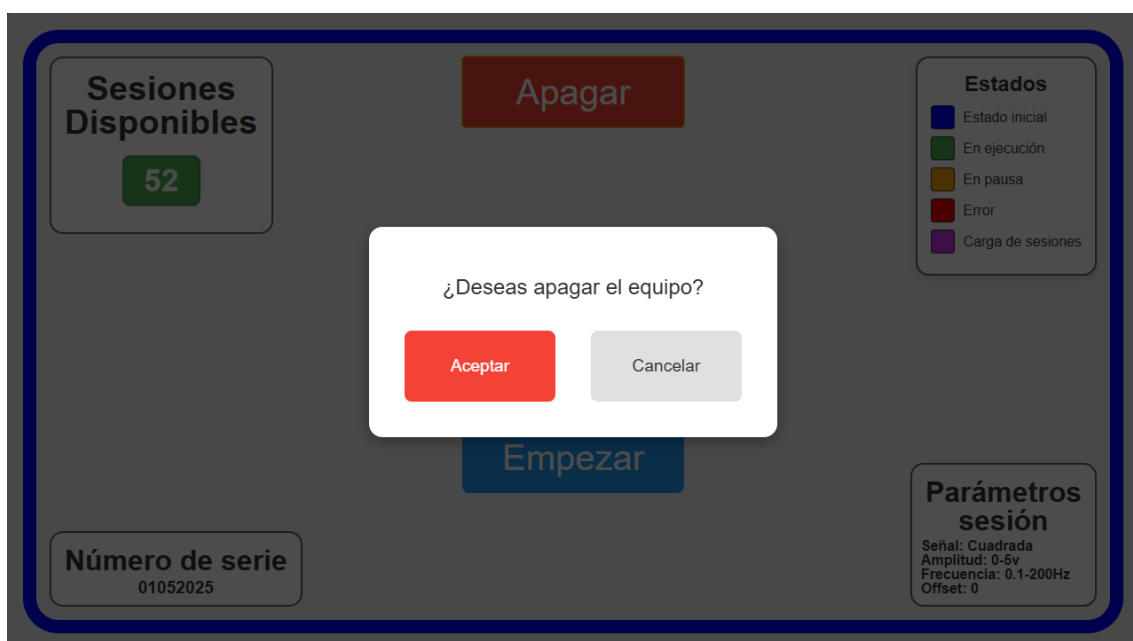 Sesiones
Disponibles
52
Apagar
Estados
Estado inicial
En ejecución
En pausa
Error
Carga de sesiones
¿Deseas apagar el equipo?
Aceptar
Cancelar
Empezar
Número de serie
01052025
Parámetros
sesión
Señal: Cuadrada
Amplitud: 0-5v
Frecuencia: 0.1-200Hz
Offset: 0